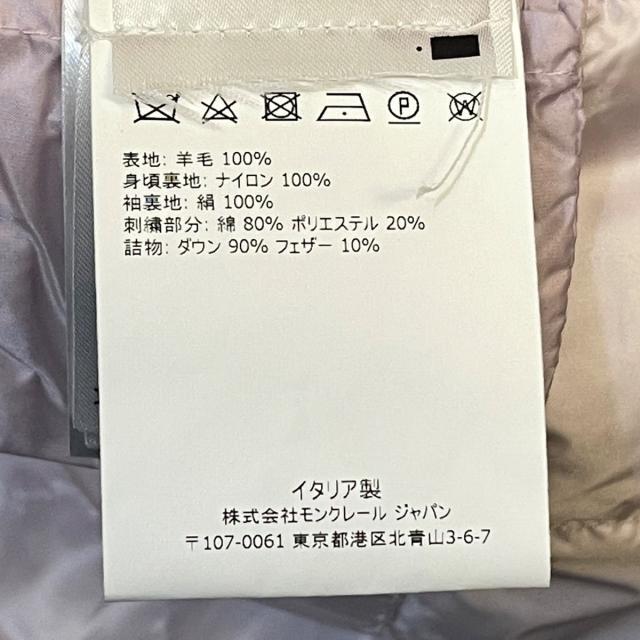 表地: 羊毛 100%
身頃裏地: ナイロン 100%
袖裏地: 絹 100%
刺繍部分: 綿 80% ポリエステル 20%
詰物: ダウン 90% フェザー 10%
イタリア製
株式会社モンクレール ジャパン
〒107-0061 東京都港区北青山3-6-7